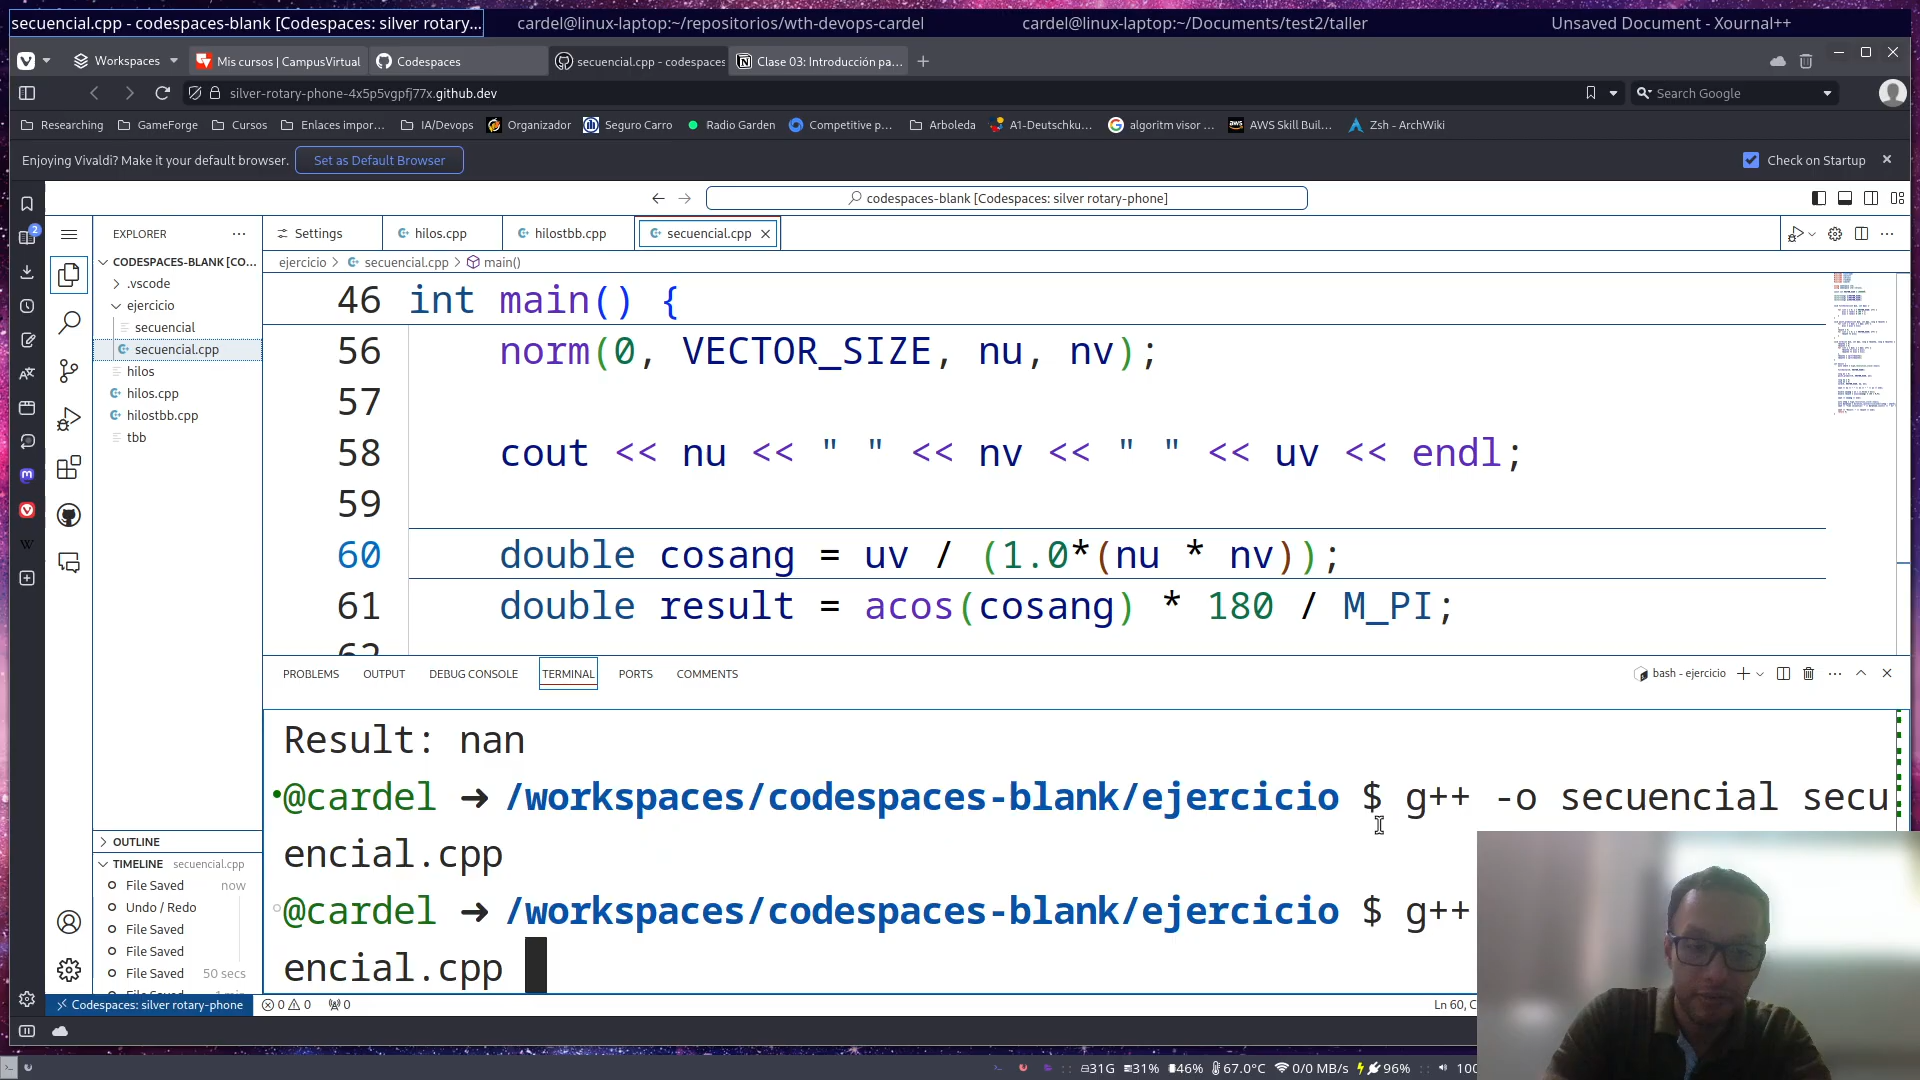 secuencial.cpp - codespaces-blank [Codespaces: silver rotary...
cardel@linux-laptop:~/repositorios/wth-devops-cardel
cardel@linux-laptop:~/Documents/test2/taller
Unsaved Document - Xournal++
Workspaces
Mis cursos | CampusVirtual
Codespaces
secuencial.cpp - codespaces
Clase 03: Introducción pa...
silver-rotary-phone-4x5p5vgpfj77x.github.dev
Search Google
Researching
GameForge
Cursos
Enlaces impor...
IA/Devops
Organizador
Seguro Carro
Radio Garden
Competitive p...
Arboleda
A1-Deutschku...
algoritm visor ...
AWS Skill Buil...
Zsh - ArchWiki
Enjoying Vivaldi? Make it your default browser.
Set as Default Browser
Check on Startup
codespaces-blank [Codespaces: silver rotary-phone]
2
EXPLORER
Settings
hilos.cpp
hilostbb.cpp
secuencial.cpp
CODESPACES-BLANK [CO...
.vscode
ejercicio
secuencial
secuencial.cpp
hilos
hilos.cpp
hilostbb.cpp
tbb
ejercicio > secuencial.cpp > main()
46 int main() {
56 norm(0, VECTOR_SIZE, nu, nv);
57
58 cout << nu << " " << nv << " " << uv << endl;
59
60 double cosang = uv / (1.0*(nu * nv));
61 double result = acos(cosang) * 180 / M_PI;
62
PROBLEMS
OUTPUT
DEBUG CONSOLE
TERMINAL
PORTS
COMMENTS
bash - ejercicio
Result: nan
@cardel ➜ /workspaces/codespaces-blank/ejercicio $ g++ -o secuencial secu
encial.cpp
@cardel ➜ /workspaces/codespaces-blank/ejercicio $ g++
encial.cpp
OUTLINE
TIMELINE secuencial.cpp
File Saved now
Undo / Redo
File Saved
File Saved
File Saved 50 secs
Codespaces: silver rotary-phone
0 0
0
Ln 60, C
31G
31%
46%
67.0°C
0/0 MB/s
96%
100